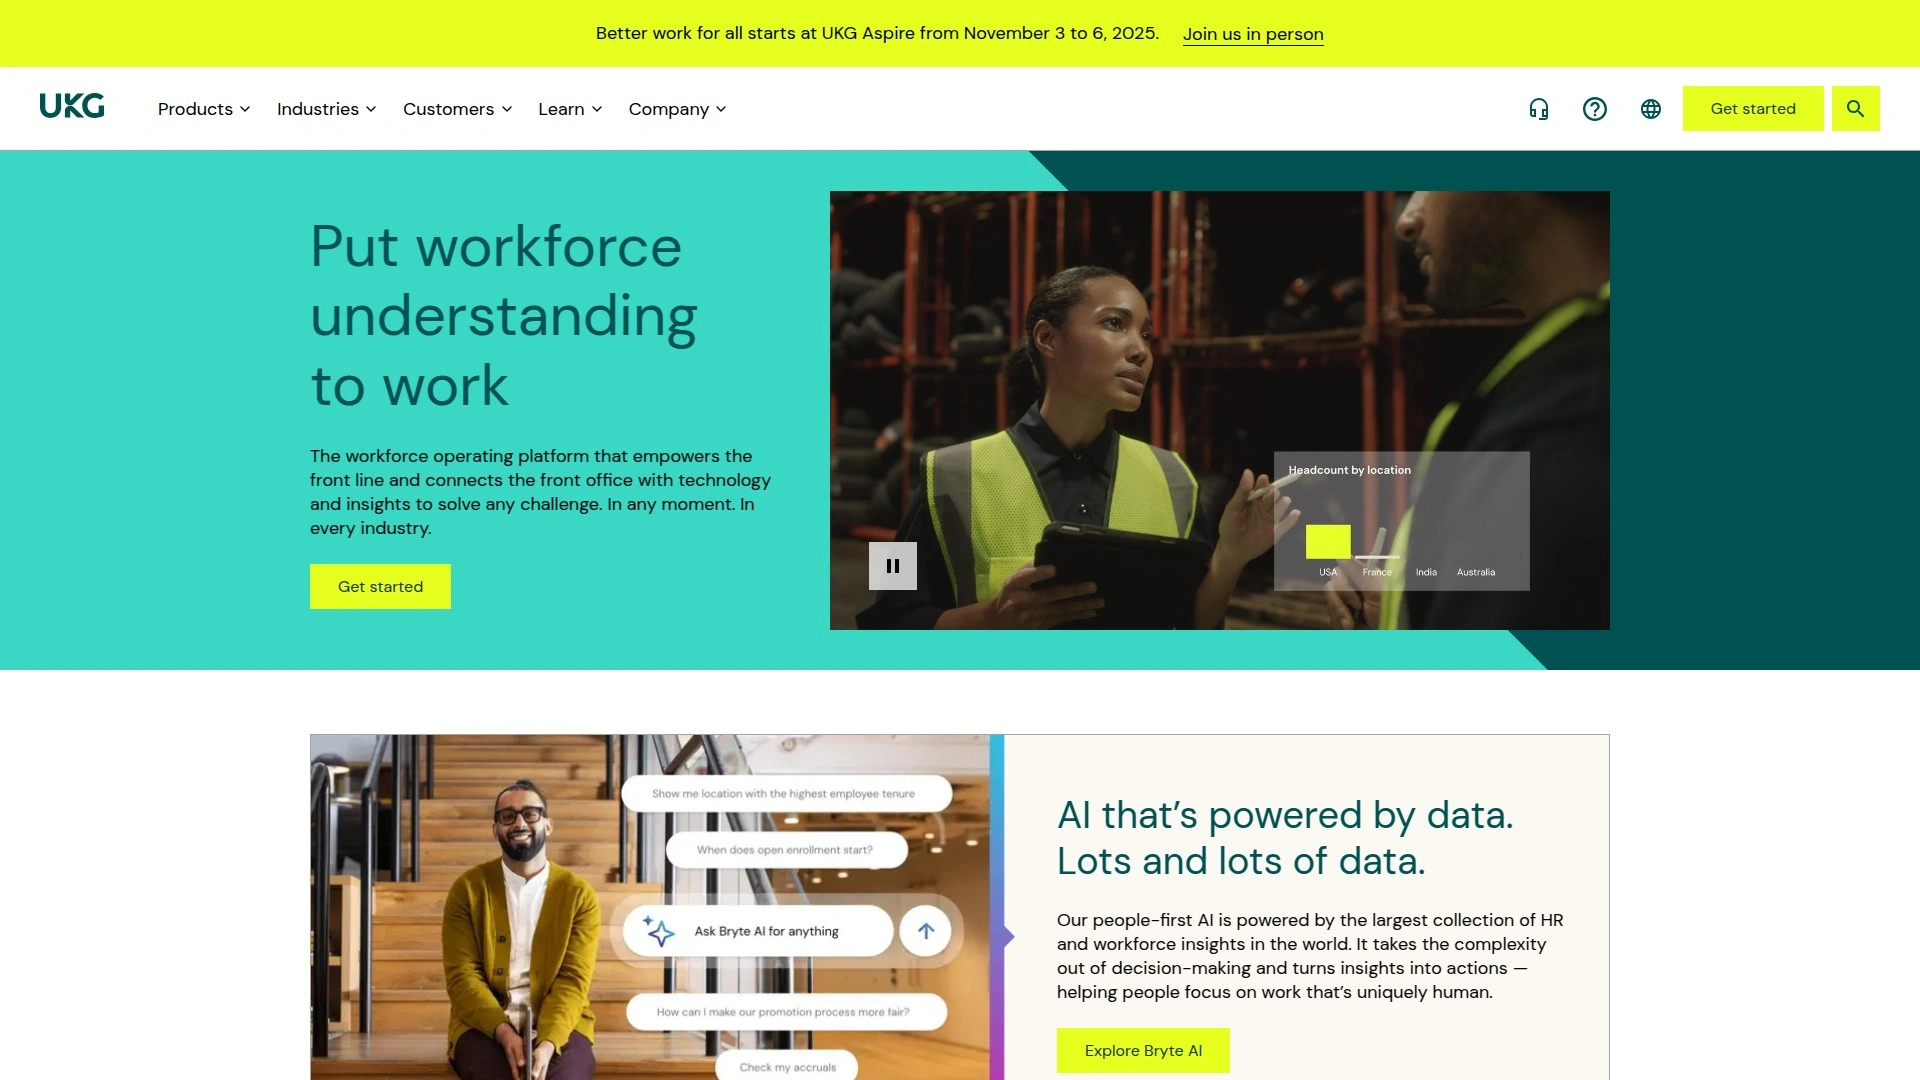 Better work for all starts at UKG Aspire from November 3 to 6, 2025. Join us in person
UKG Products Industries Customers Learn Company Get started
Put workforce
understanding
to work
The workforce operating platform that empowers the
front line and connects the front office with technology
and insights to solve any challenge. In any moment. In
every industry.
Get started
Headcount by location
USA France India Australia
Show me location with the highest employee tenure
When does open enrollment start?
Ask Bryte AI for anything
How can I make our promotion process more fair?
Check my accruals
AI that’s powered by data.
Lots and lots of data.
Our people-first AI is powered by the largest collection of HR
and workforce insights in the world. It takes the complexity
out of decision-making and turns insights into actions —
helping people focus on work that’s uniquely human.
Explore Bryte AI